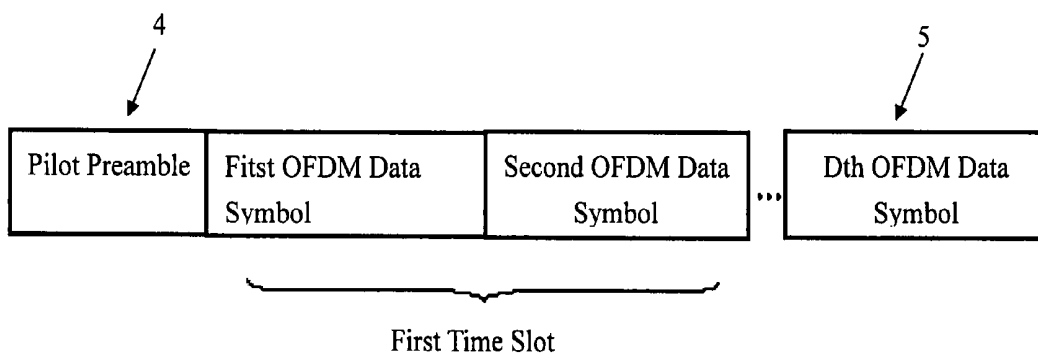 4
5
Pilot Preamble
Fitst OFDM Data
Symbol
Second OFDM Data
Symbol
...
Dth OFDM Data
Symbol
First Time Slot